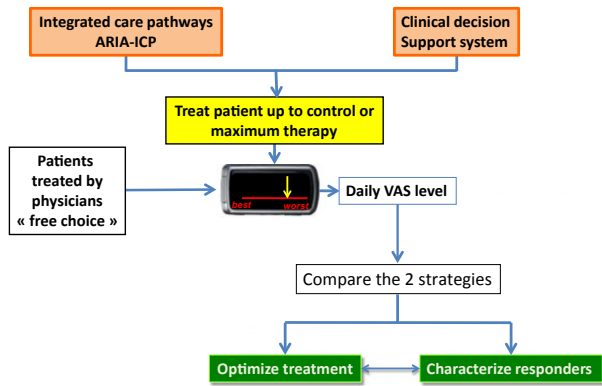 Integrated care pathways
ARIA-ICP
Clinical decision
Support system
Treat patient up to control or
maximum therapy
Patients
treated by
physicians
« free choice »
best
worst
Daily VAS level
Compare the 2 strategies
Optimize treatment
Characterize responders